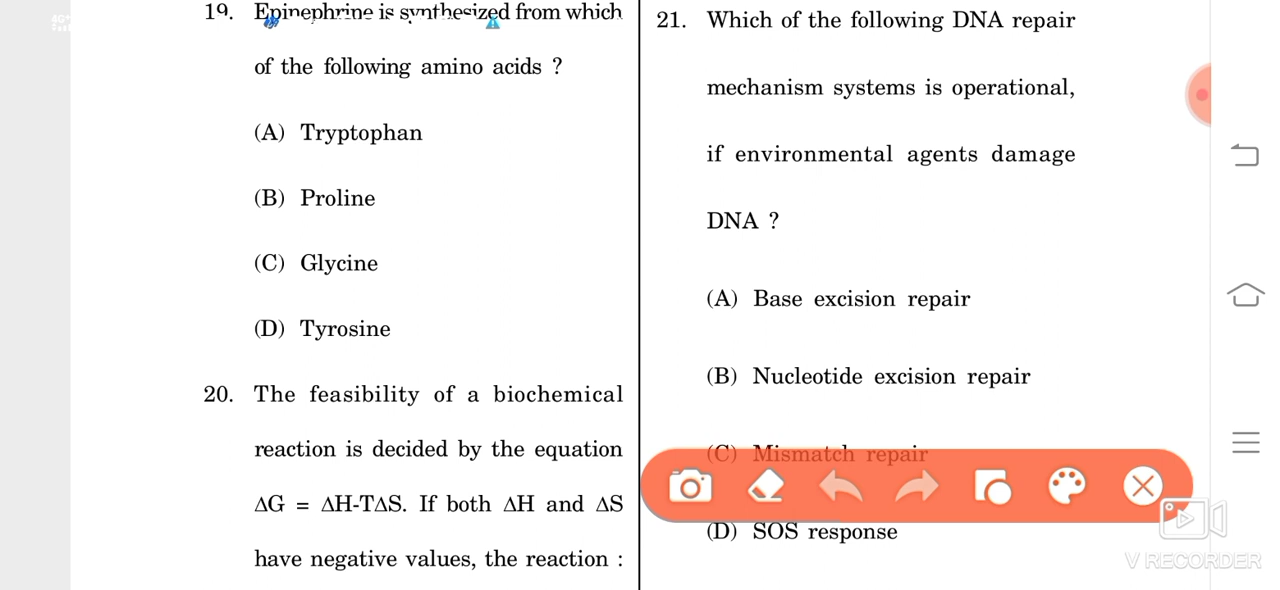 19. Epinephrine is synthesized from which
of the following amino acids ?
(A) Tryptophan
(B) Proline
(C) Glycine
(D) Tyrosine
20. The feasibility of a biochemical
reaction is decided by the equation
ΔG = ΔH-TΔS. If both ΔH and ΔS
have negative values, the reaction :
21. Which of the following DNA repair
mechanism systems is operational,
if environmental agents damage
DNA ?
(A) Base excision repair
(B) Nucleotide excision repair
(C) Mismatch repair
(D) SOS response
V RECORDER